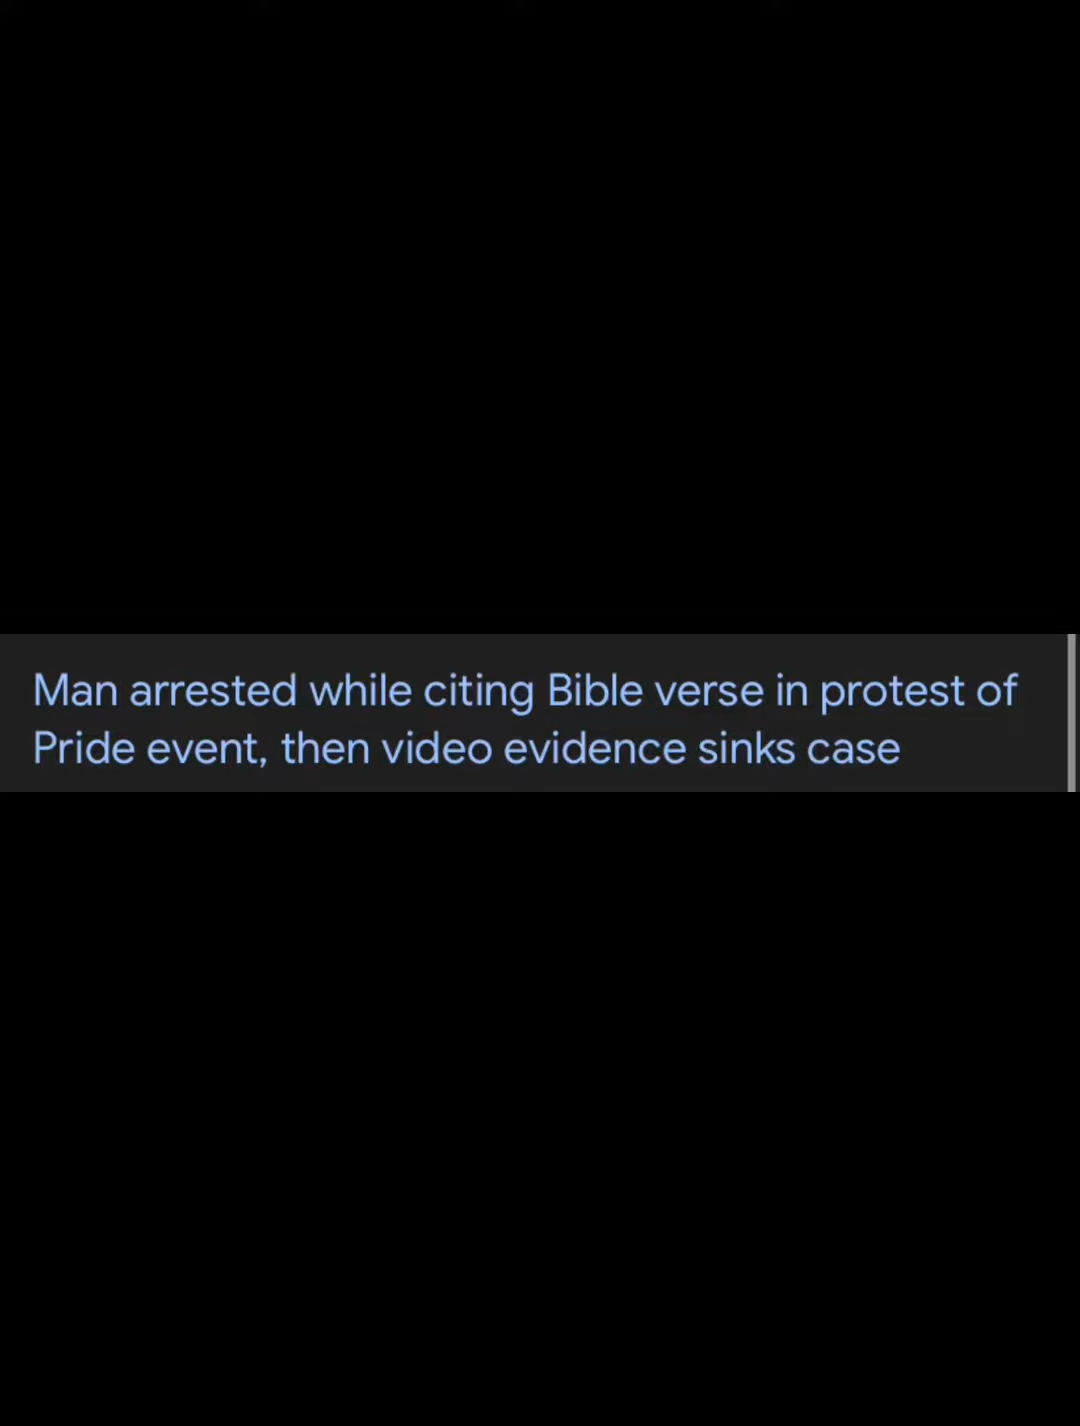 Man arrested while citing Bible verse in protest of
Pride event, then video evidence sinks case